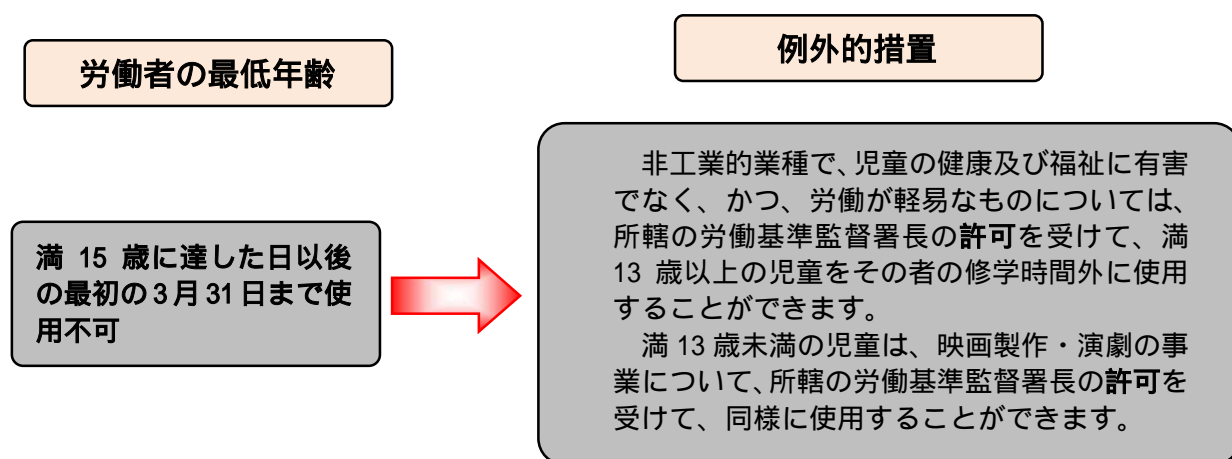 労働者の最低年齢
例外的措置
満 15 歳に達した日以後
の最初の3月31日まで使
用不可
非工業的業種で、児童の健康及び福祉に有害
でなく、かつ、労働が軽易なものについては、
所轄の労働基準監督署長の許可を受けて、満
13 歳以上の児童をその者の修学時間外に使用
することができます。
満 13 歳未満の児童は、映画製作・演劇の事
業について、所轄の労働基準監督署長の許可を
受けて、同様に使用することができます。